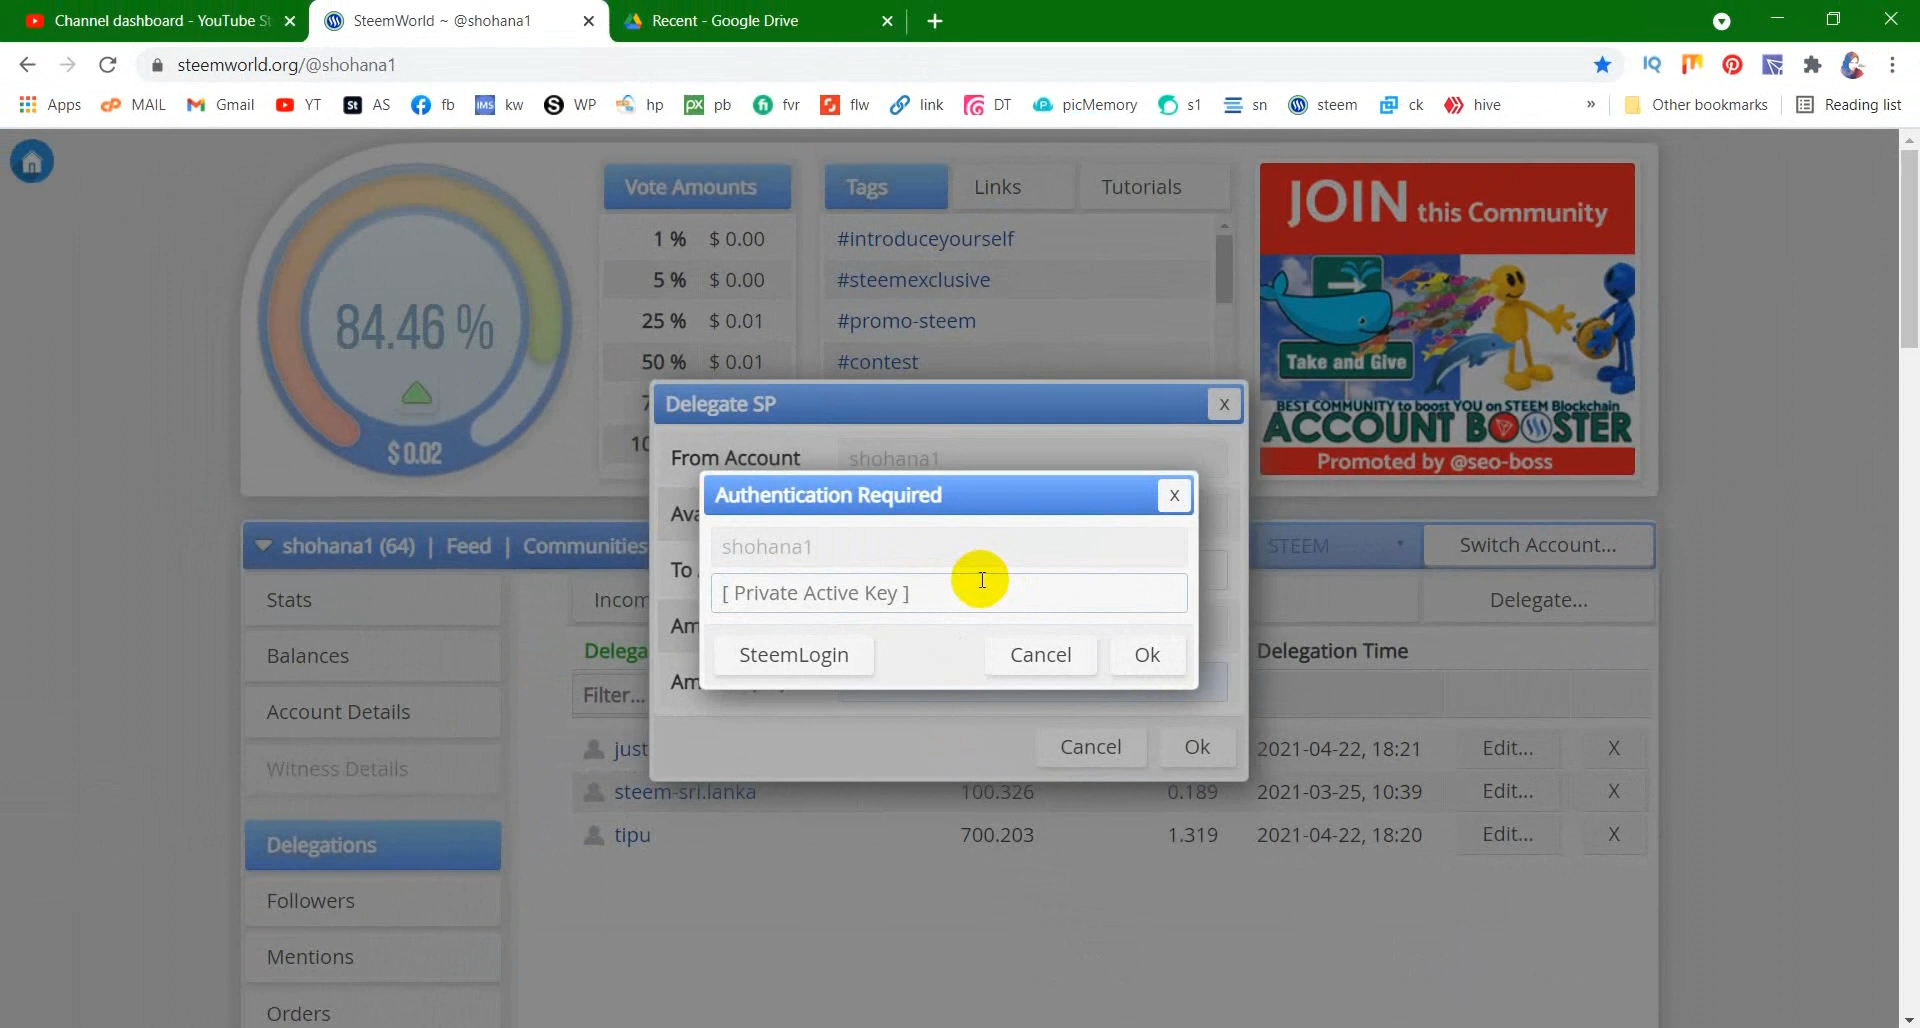 Channel dashboard - YouTube St
SteemWorld ~ @shohana1
Recent - Google Drive
steemworld.org/@shohana1
Apps MAIL Gmail YT AS fb kw WP hp pb fvr flw link DT picMemory s1 sn steem ck hive » Other bookmarks Reading list
Vote Amounts
1 % $ 0.00
5 % $ 0.00
25 % $ 0.01
50 % $ 0.01
Tags Links Tutorials
#introduceyourself
#steemexclusive
#promo-steem
#contest
84.46 %
$ 0.02
JOIN this Community
Take and Give
BEST COMMUNITY to boost YOU on STEEM Blockchain
ACCOUNT BOOSTER
Promoted by @seo-boss
Delegate SP X
From Account shohana1
Authentication Required X
shohana1
[ Private Active Key ]
SteemLogin Cancel Ok
Cancel Ok
shohana1 (64) | Feed | Communities
STEEM Switch Account...
Stats
Balances
Account Details
Witness Details
Delegations
Followers
Mentions
Orders
Delegate...
Delegation Time
Filter...
just 2021-04-22, 18:21 Edit... X
steem-sri.lanka 100.326 0.189 2021-03-25, 10:39 Edit... X
tipu 700.203 1.319 2021-04-22, 18:20 Edit... X